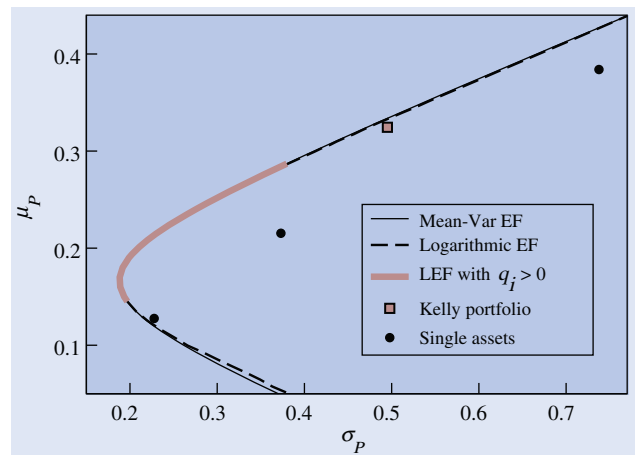 0.4
0.3
0.2
0.1
μP
Mean-Var EF
Logarithmic EF
LEF with qi > 0
Kelly portfolio
Single assets
0.2 0.3 0.4 0.5 0.6 0.7
σP